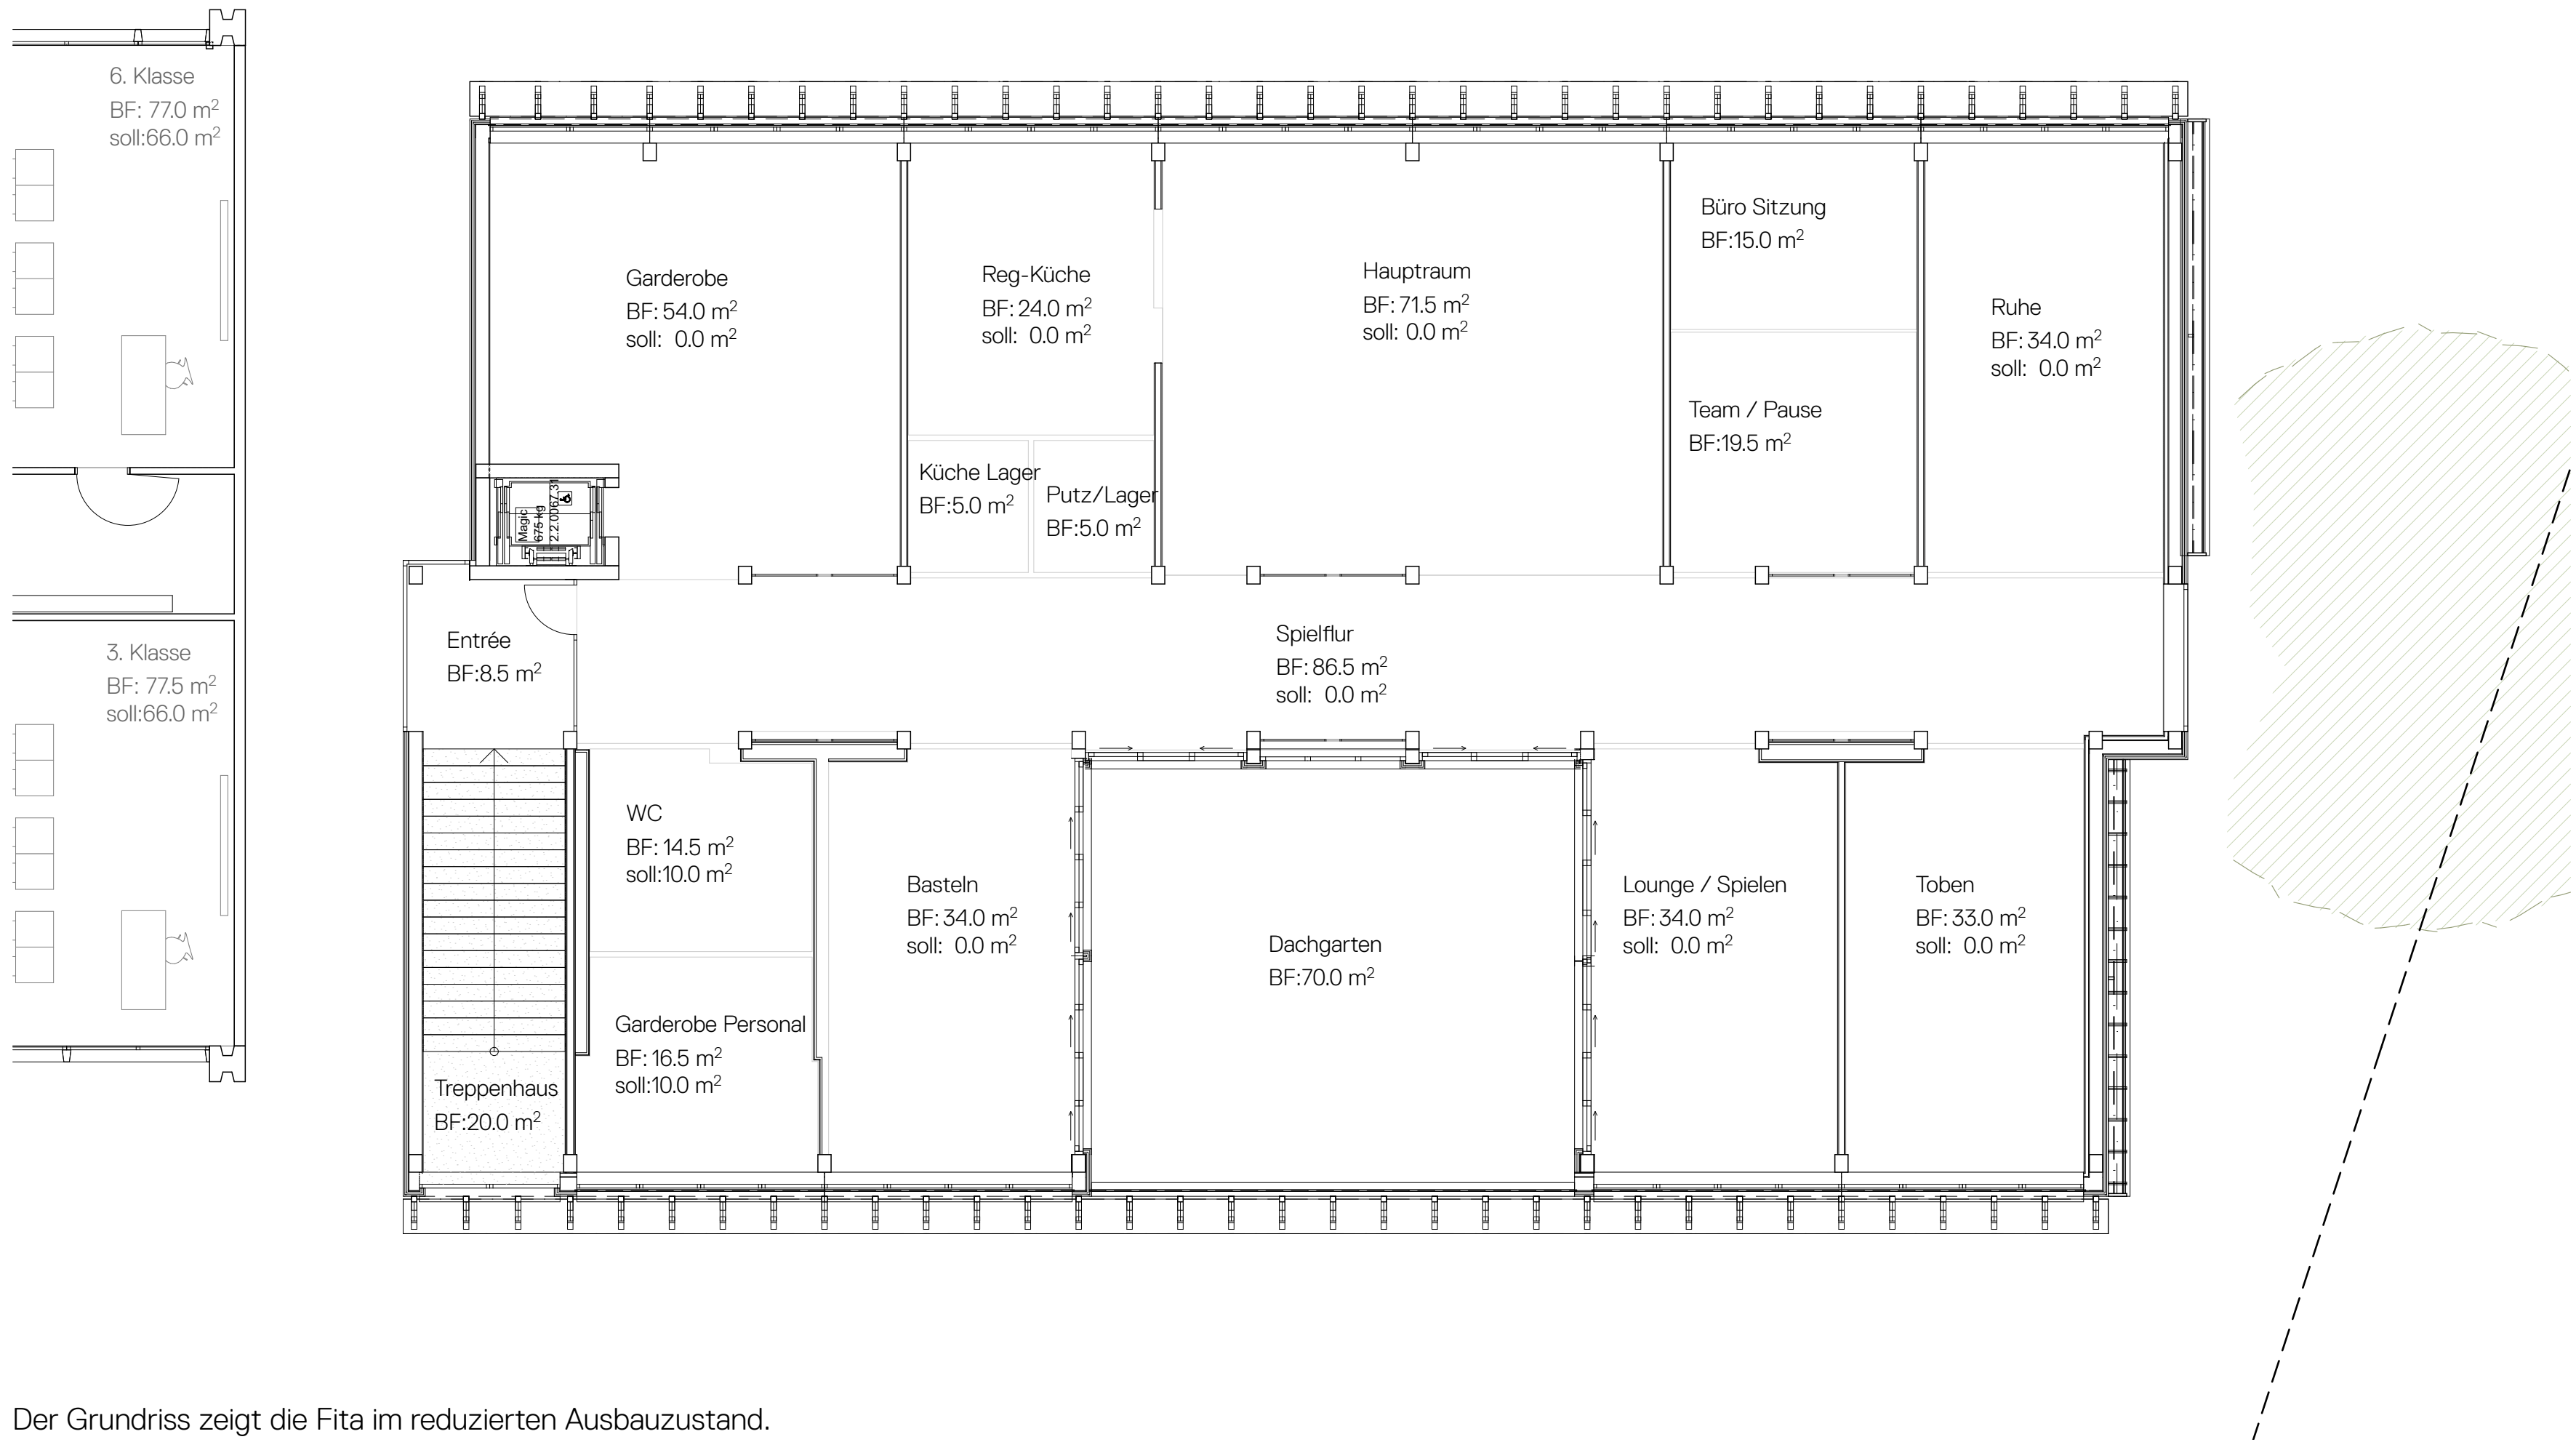 6. Klasse
BF: 77.0 m²
soll:66.0 m²
Garderobe
BF: 54.0 m²
soll: 0.0 m²
Reg-Küche
BF: 24.0 m²
soll: 0.0 m²
Hauptraum
BF: 71.5 m²
soll: 0.0 m²
Büro Sitzung
BF:15.0 m²
Ruhe
BF: 34.0 m²
soll: 0.0 m²
Team / Pause
BF:19.5 m²
Küche Lager
BF:5.0 m²
Putz/Lager
BF:5.0 m²
Magic
675 kg
2.2.0067.31
Entrée
BF:8.5 m²
Spielflur
BF: 86.5 m²
soll: 0.0 m²
3. Klasse
BF: 77.5 m²
soll:66.0 m²
WC
BF: 14.5 m²
soll:10.0 m²
Basteln
BF: 34.0 m²
soll: 0.0 m²
Dachgarten
BF:70.0 m²
Lounge / Spielen
BF: 34.0 m²
soll: 0.0 m²
Toben
BF: 33.0 m²
soll: 0.0 m²
Garderobe Personal
BF: 16.5 m²
soll:10.0 m²
Treppenhaus
BF:20.0 m²
Der Grundriss zeigt die Fita im reduzierten Ausbauzustand.